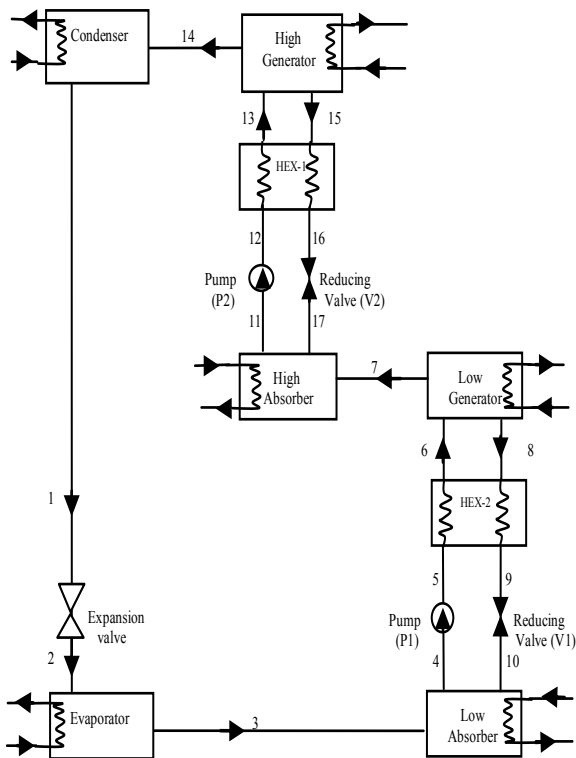 Condenser
14
High
Generator
13
15
HEX-1
12
16
Pump
(P2)
Reducing
Valve (V2)
11
17
High
Absorber
7
Low
Generator
6
8
HEX-2
1
5
9
Expansion
valve
Pump
(P1)
Reducing
Valve (V1)
2
4
10
Evaporator
3
Low
Absorber